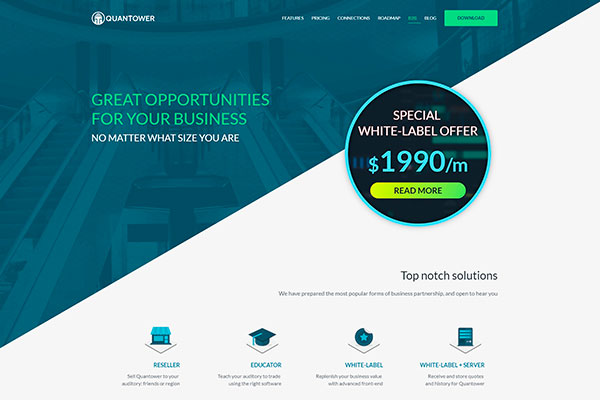 QUANTOWER
FEATURES PRICING CONNECTIONS ROADMAP B2B BLOG DOWNLOAD
GREAT OPPORTUNITIES
FOR YOUR BUSINESS
NO MATTER WHAT SIZE YOU ARE
SPECIAL
WHITE-LABEL OFFER
$1990/m
READ MORE
Top notch solutions
We have prepared the most popular forms of business partnership, and open to hear you
RESELLER
Sell Quantower to your
auditory: friends or region
EDUCATOR
Teach your auditory to trade
using the right software
WHITE-LABEL
Replenish your business value
with advanced front-end
WHITE-LABEL + SERVER
Receive and store quotes
and history for Quantower